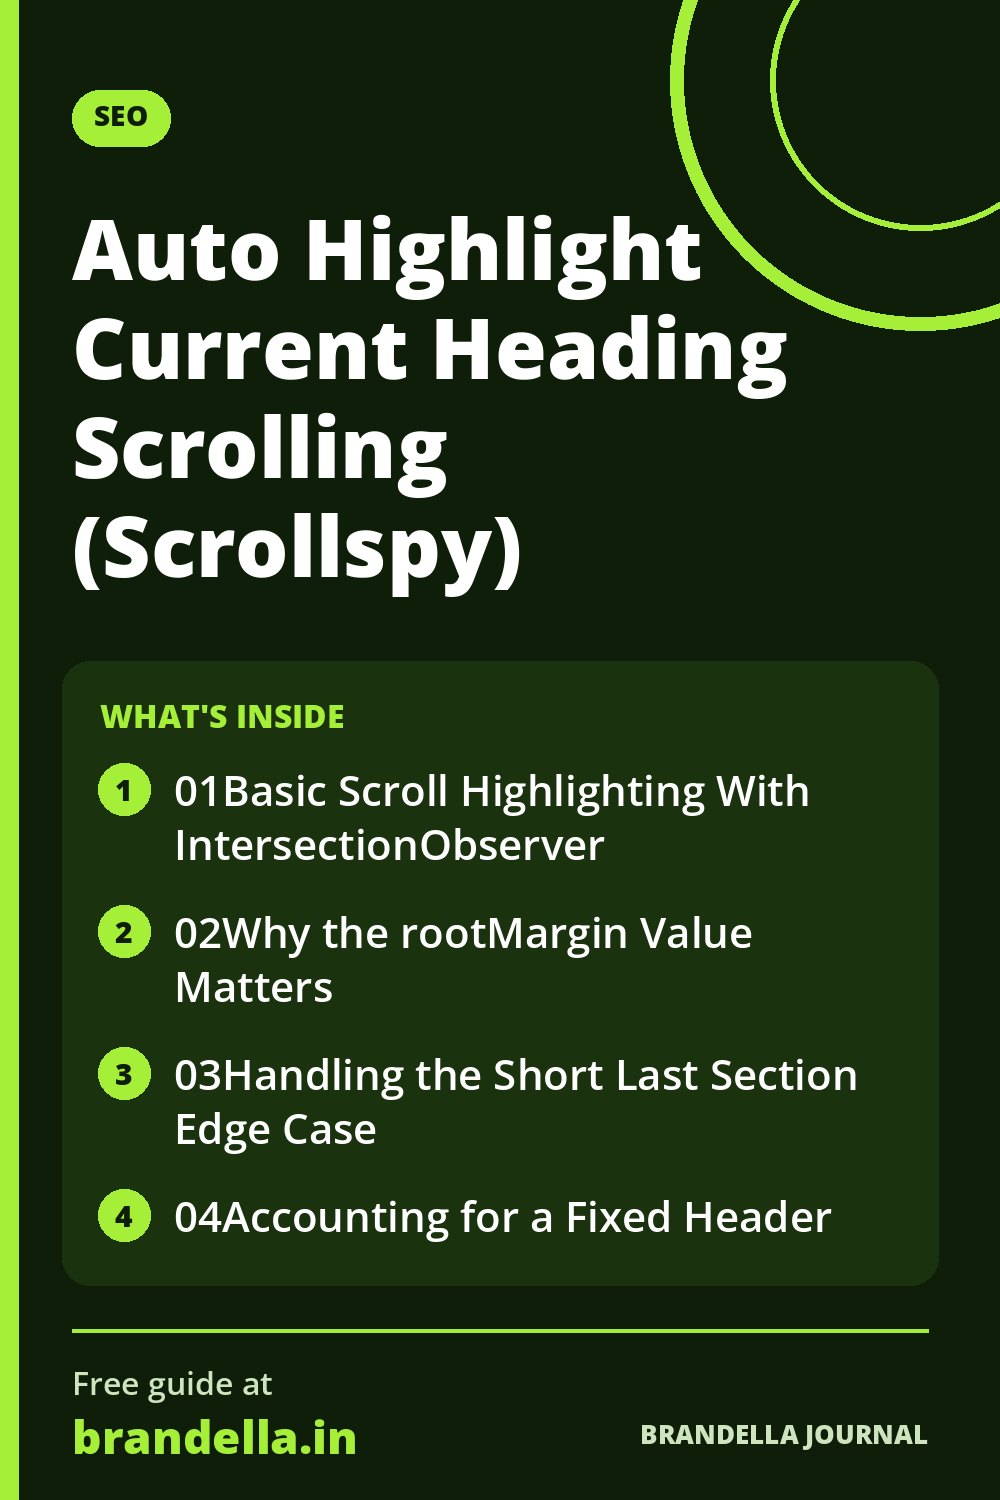 SEO
Auto Highlight
Current Heading
Scrolling
(Scrollspy)
WHAT'S INSIDE
1 01Basic Scroll Highlighting With
IntersectionObserver
2 02Why the rootMargin Value
Matters
3 03Handling the Short Last Section
Edge Case
4 04Accounting for a Fixed Header
Free guide at
brandella.in
BRANDELLA JOURNAL